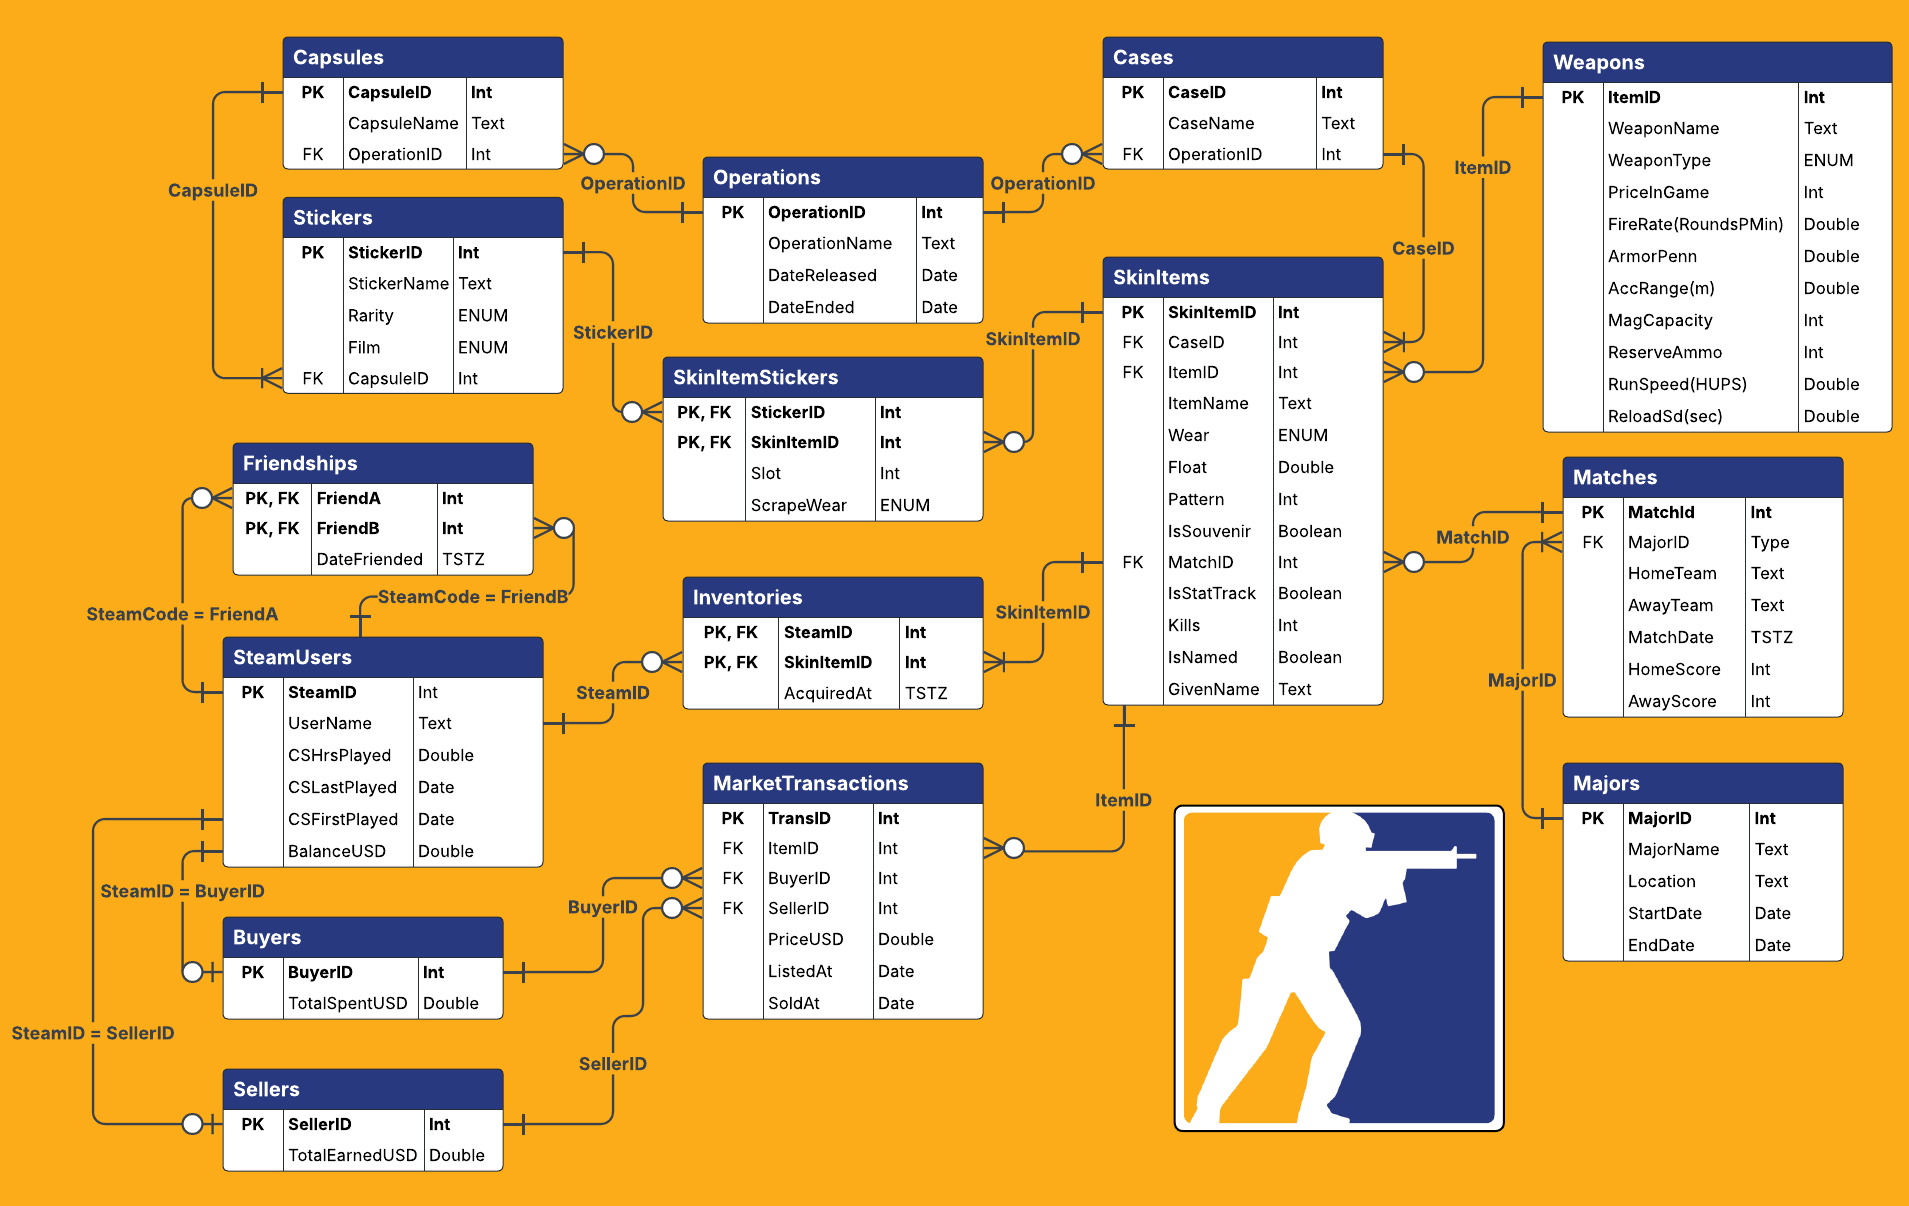 Capsules
PK CapsuleID Int
CapsuleName Text
FK OperationID Int
Cases
PK CaseID Int
CaseName Text
FK OperationID Int
Weapons
PK ItemID Int
WeaponName Text
WeaponType ENUM
PriceInGame Int
FireRate(RoundsPMin) Double
ArmorPenn Double
AccRange(m) Double
MagCapacity Int
ReserveAmmo Int
RunSpeed(HUPS) Double
ReloadSd(sec) Double
CapsuleID
OperationID
Operations
PK OperationID Int
OperationName Text
DateReleased Date
DateEnded Date
OperationID
ItemID
CaseID
Stickers
PK StickerID Int
StickerName Text
Rarity ENUM
Film ENUM
FK CapsuleID Int
StickerID
SkinItemID
SkinItems
PK SkinItemID Int
FK CaseID Int
FK ItemID Int
ItemName Text
Wear ENUM
Float Double
Pattern Int
IsSouvenir Boolean
FK MatchID Int
IsStatTrack Boolean
Kills Int
IsNamed Boolean
GivenName Text
SkinItemStickers
PK, FK StickerID Int
PK, FK SkinItemID Int
Slot Int
ScrapeWear ENUM
Friendships
PK, FK FriendA Int
PK, FK FriendB Int
DateFriended TSTZ
SteamCode = FriendB
SteamCode = FriendA
MatchID
Matches
PK MatchId Int
FK MajorID Type
HomeTeam Text
AwayTeam Text
MatchDate TSTZ
HomeScore Int
AwayScore Int
Inventories
PK, FK SteamID Int
PK, FK SkinItemID Int
AcquiredAt TSTZ
SkinItemID
SteamID
MajorID
SteamUsers
PK SteamID Int
UserName Text
CSHrsPlayed Double
CSLastPlayed Date
CSFirstPlayed Date
BalanceUSD Double
MarketTransactions
PK TransID Int
FK ItemID Int
FK BuyerID Int
FK SellerID Int
PriceUSD Double
ListedAt Date
SoldAt Date
ItemID
Majors
PK MajorID Int
MajorName Text
Location Text
StartDate Date
EndDate Date
SteamID = BuyerID
BuyerID
Buyers
PK BuyerID Int
TotalSpentUSD Double
SteamID = SellerID
SellerID
Sellers
PK SellerID Int
TotalEarnedUSD Double